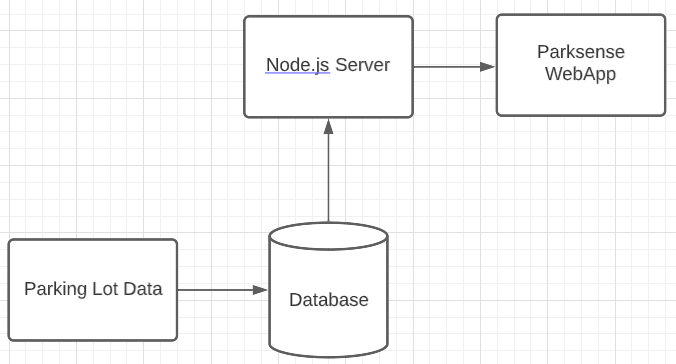 Node.js Server
Parksense
WebApp
Parking Lot Data
Database